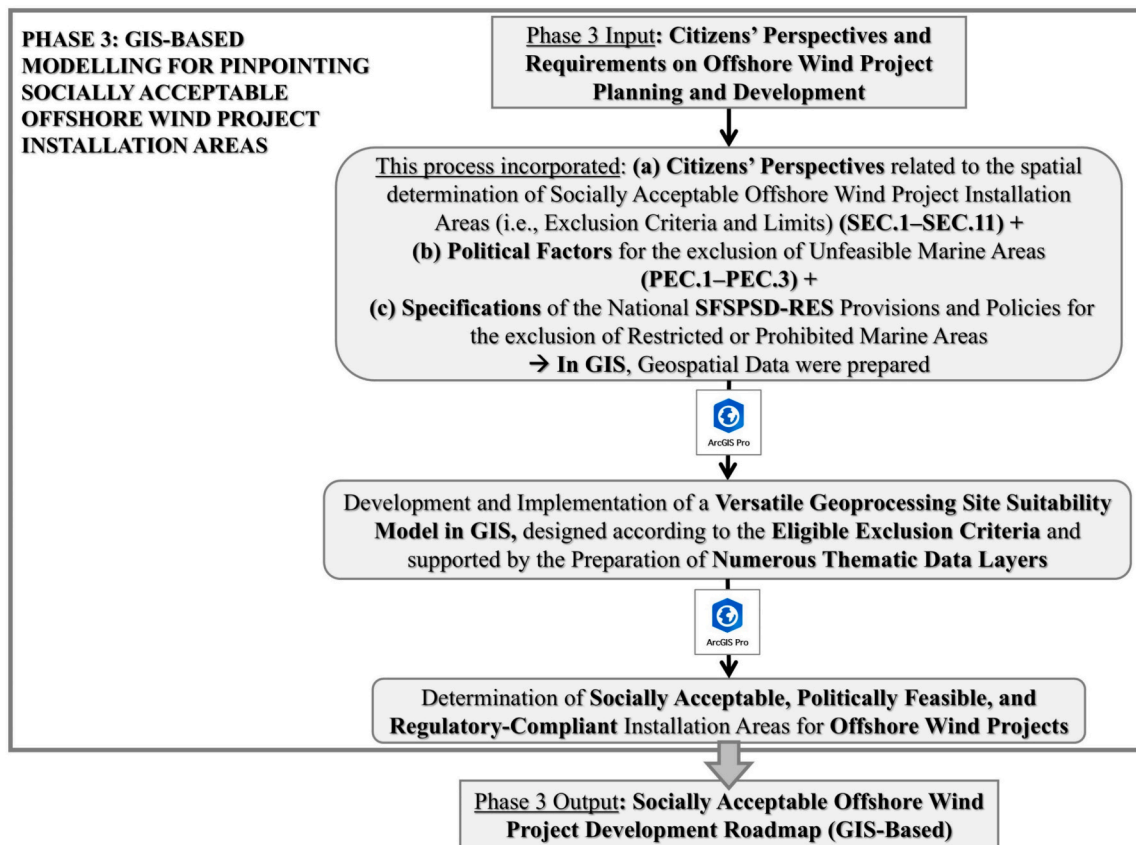 PHASE 3: GIS-BASED
MODELLING FOR PINPOINTING
SOCIALLY ACCEPTABLE
OFFSHORE WIND PROJECT
INSTALLATION AREAS
Phase 3 Input: Citizens’ Perspectives and
Requirements on Offshore Wind Project
Planning and Development
This process incorporated: (a) Citizens’ Perspectives related to the spatial
determination of Socially Acceptable Offshore Wind Project Installation
Areas (i.e., Exclusion Criteria and Limits) (SEC.1–SEC.11) +
(b) Political Factors for the exclusion of Unfeasible Marine Areas
(PEC.1–PEC.3) +
(c) Specifications of the National SFSPSD-RES Provisions and Policies for
the exclusion of Restricted or Prohibited Marine Areas
→ In GIS, Geospatial Data were prepared
ArcGIS Pro
Development and Implementation of a Versatile Geoprocessing Site Suitability
Model in GIS, designed according to the Eligible Exclusion Criteria and
supported by the Preparation of Numerous Thematic Data Layers
ArcGIS Pro
Determination of Socially Acceptable, Politically Feasible, and
Regulatory-Compliant Installation Areas for Offshore Wind Projects
Phase 3 Output: Socially Acceptable Offshore Wind
Project Development Roadmap (GIS-Based)